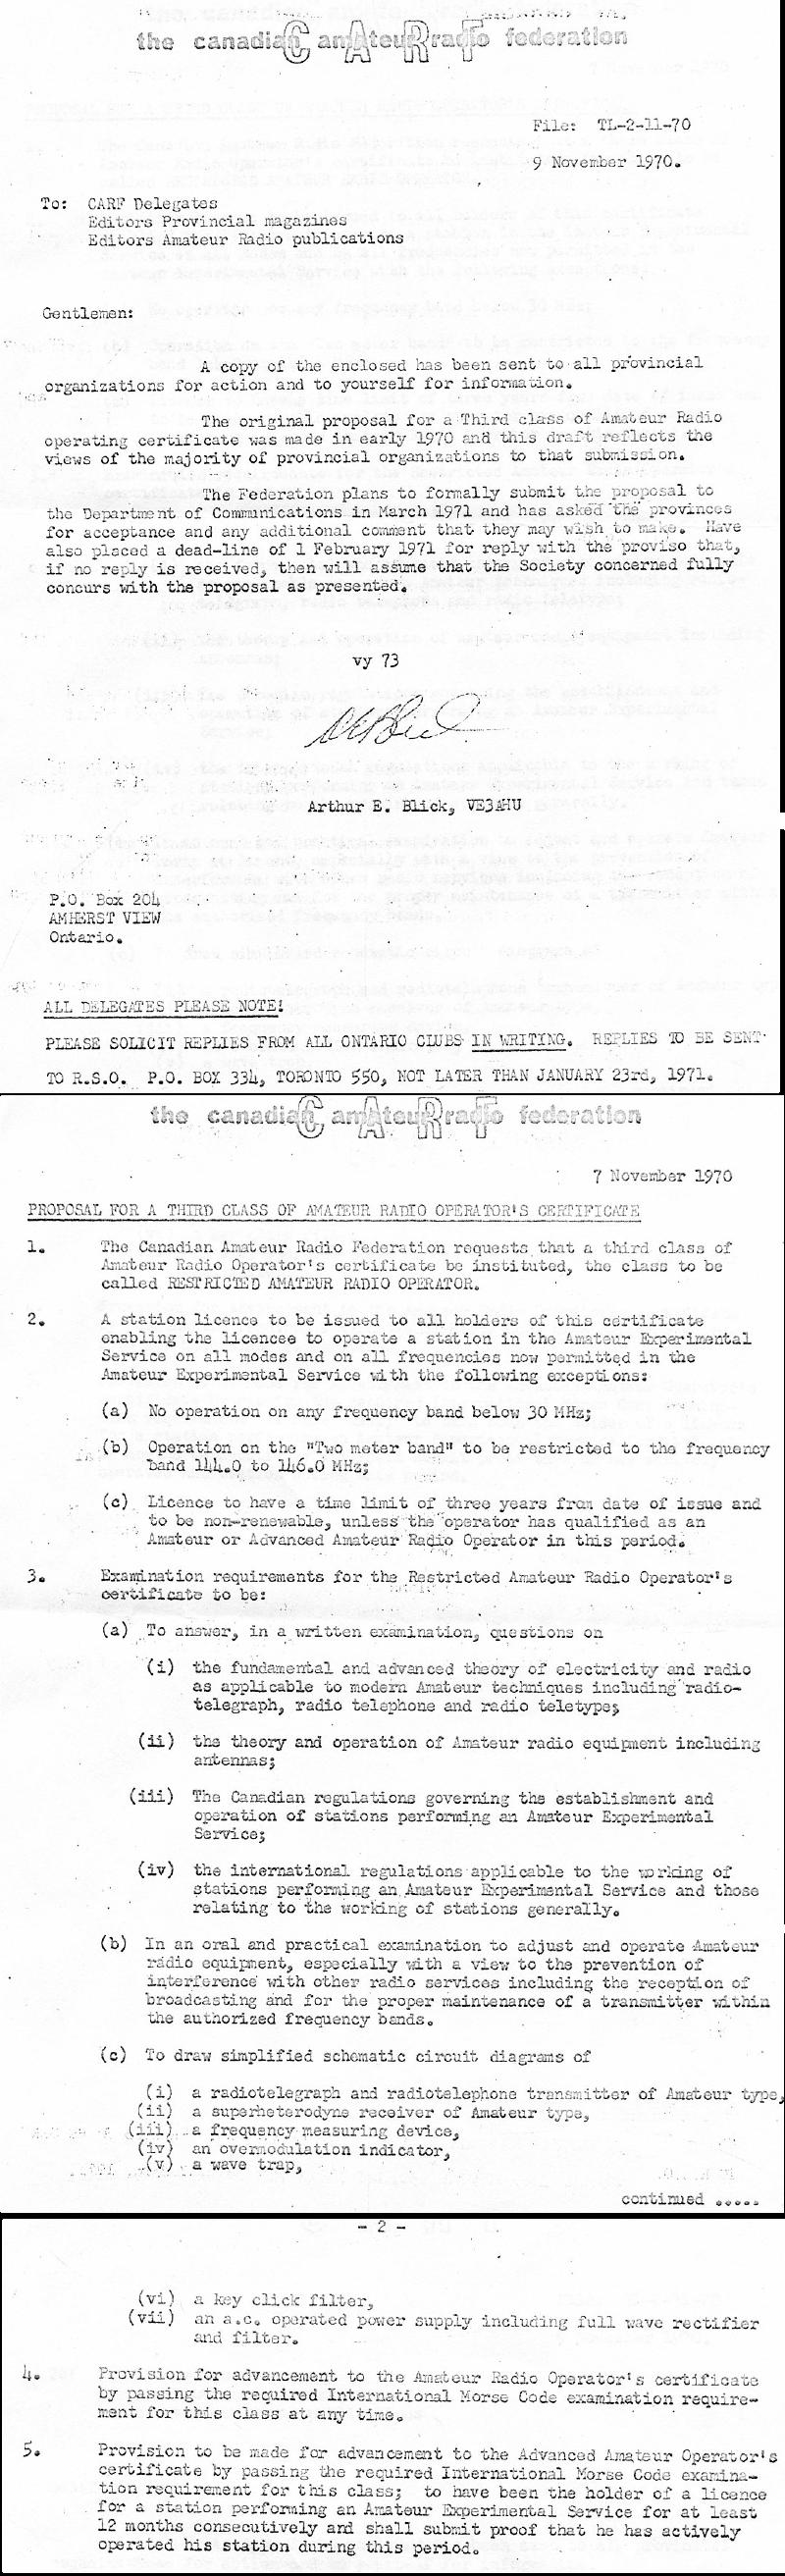 the canadian amateur radio federation
File: TL-2-11-70
9 November 1970.
To: CARF Delegates
Editors Provincial magazines
Editors Amateur Radio publications
Gentlemen:
A copy of the enclosed has been sent to all provincial
organizations for action and to yourself for information.
The original proposal for a Third class of Amateur Radio
operating certificate was made in early 1970 and this draft reflects the
views of the majority of provincial organizations to that submission.
The Federation plans to formally submit the proposal to
the Department of Communications in March 1971 and has asked the provinces
for acceptance and any additional comment that they may wish to make. Have
also placed a dead-line of 1 February 1971 for reply with the proviso that,
if no reply is received, then will assume that the Society concerned fully
concurs with the proposal as presented.
vy 73
Arthur E. Blick, VE3AHU
P.O. Box 204
AMHERST VIEW
Ontario.
ALL DELEGATES PLEASE NOTE!
PLEASE SOLICIT REPLIES FROM ALL ONTARIO CLUBS IN WRITING. REPLIES TO BE SENT
TO R.S.O. P.O. BOX 334, TORONTO 550, NOT LATER THAN JANUARY 23rd, 1971.
the canadian amateur radio federation
7 November 1970
PROPOSAL FOR A THIRD CLASS OF AMATEUR RADIO OPERATOR'S CERTIFICATE
1. The Canadian Amateur Radio Federation requests that a third class of
Amateur Radio Operator's certificate be instituted, the class to be
called RESTRICTED AMATEUR RADIO OPERATOR.
2. A station licence to be issued to all holders of this certificate
enabling the licencee to operate a station in the Amateur Experimental
Service on all modes and on all frequencies now permitted in the
Amateur Experimental Service with the following exceptions:
(a) No operation on any frequency band below 30 MHz;
(b) Operation on the "Two meter band" to be restricted to the frequency
band 144.0 to 146.0 MHz;
(c) Licence to have a time limit of three years from date of issue and
to be non-renewable, unless the operator has qualified as an
Amateur or Advanced Amateur Radio Operator in this period.
3. Examination requirements for the Restricted Amateur Radio Operator's
certificate to be:
(a) To answer, in a written examination, questions on
(i) the fundamental and advanced theory of electricity and radio
as applicable to modern Amateur techniques including radio-
telegraph, radio telephone and radio teletype;
(ii) the theory and operation of Amateur radio equipment including
antennas;
(iii) The Canadian regulations governing the establishment and
operation of stations performing an Amateur Experimental
Service;
(iv) the international regulations applicable to the working of
stations performing an Amateur Experimental Service and those
relating to the working of stations generally.
(b) In an oral and practical examination to adjust and operate Amateur
radio equipment, especially with a view to the prevention of
interference with other radio services including the reception of
broadcasting and for the proper maintenance of a transmitter within
the authorized frequency bands.
(c) To draw simplified schematic circuit diagrams of
(i) a radiotelegraph and radiotelephone transmitter of Amateur type,
(ii) a superheterodyne receiver of Amateur type,
(iii) a frequency measuring device,
(iv) an overmodulation indicator,
(v) a wave trap,
continued .....
- 2 -
(vi) a key click filter,
(vii) an a.c. operated power supply including full wave rectifier
and filter.
4. Provision for advancement to the Amateur Radio Operator's certificate
by passing the required International Morse Code examination require-
ment for this class at any time.
5. Provision to be made for advancement to the Advanced Amateur Operator's
certificate by passing the required International Morse Code examina-
tion requirement for this class; to have been the holder of a licence
for a station performing an Amateur Experimental Service for at least
12 months consecutively and shall submit proof that he has actively
operated his station during this period.